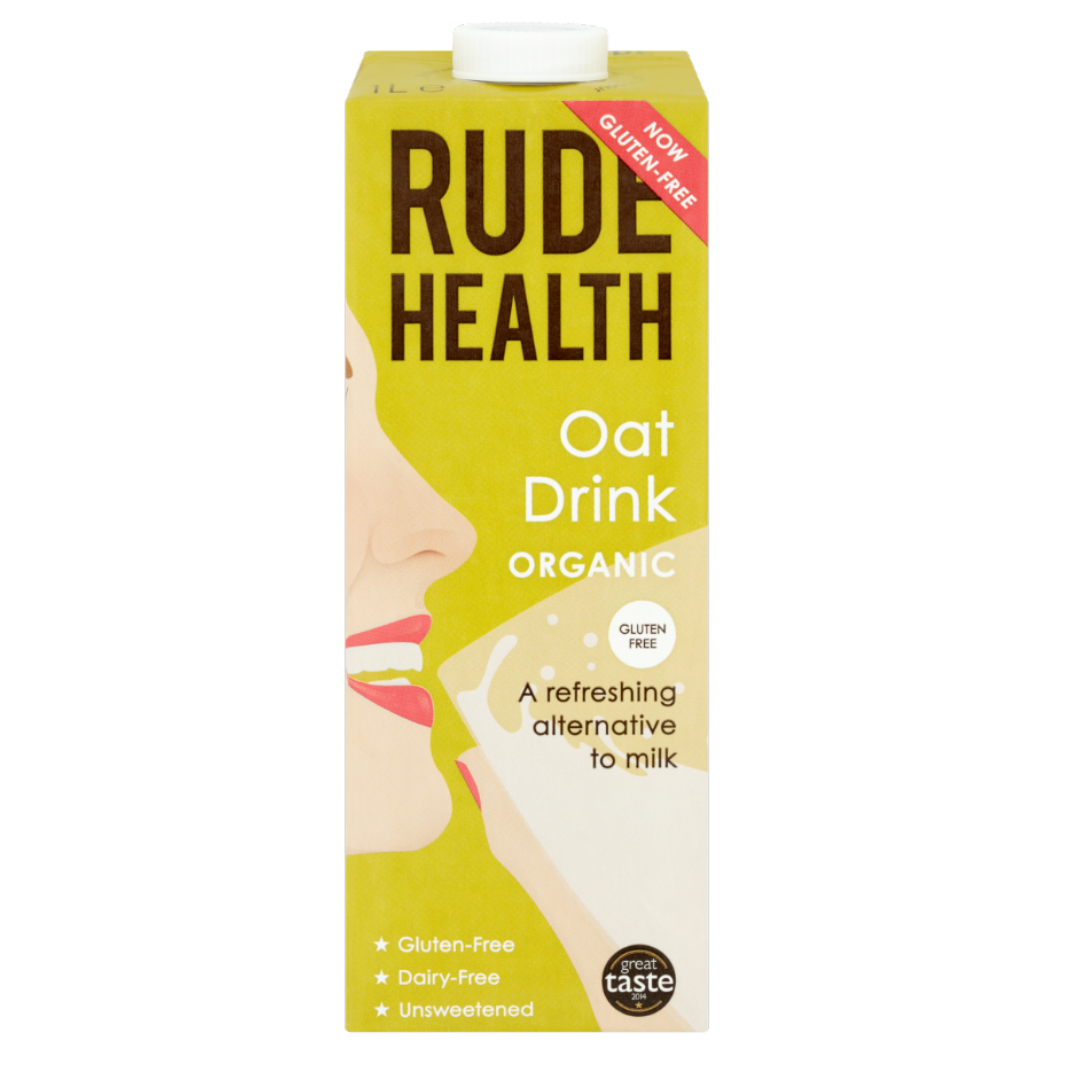 1L e
NOW
GLUTEN-FREE
RUDE
HEALTH
Oat
Drink
ORGANIC
GLUTEN
FREE
A refreshing
alternative
to milk
★ Gluten-Free
★ Dairy-Free
★ Unsweetened
great
taste
2014